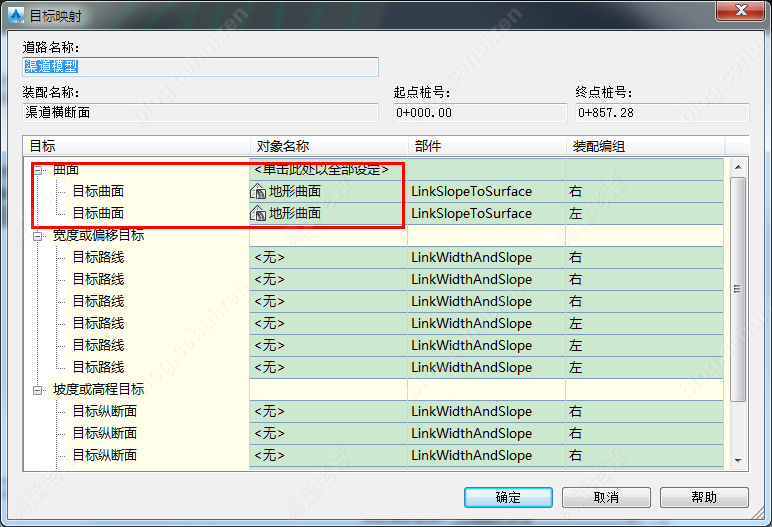 目标映射
道路名称:
渠道模型
装配名称:
起点桩号:
终点桩号:
渠道横断面
0+000.00
0+857.28
目标 对象名称 部件 装配编组
曲面 <单击此处以全部设定>
目标曲面 地形曲面 LinkSlopeToSurface 右
目标曲面 地形曲面 LinkSlopeToSurface 左
宽度或偏移目标
目标路线 <无> LinkWidthAndSlope 右
目标路线 <无> LinkWidthAndSlope 右
目标路线 <无> LinkWidthAndSlope 右
目标路线 <无> LinkWidthAndSlope 左
目标路线 <无> LinkWidthAndSlope 左
目标路线 <无> LinkWidthAndSlope 左
坡度或高程目标
目标纵断面 <无> LinkWidthAndSlope 右
目标纵断面 <无> LinkWidthAndSlope 右
目标纵断面 <无> LinkWidthAndSlope 右
确定 取消 帮助
blog.cehui.ren